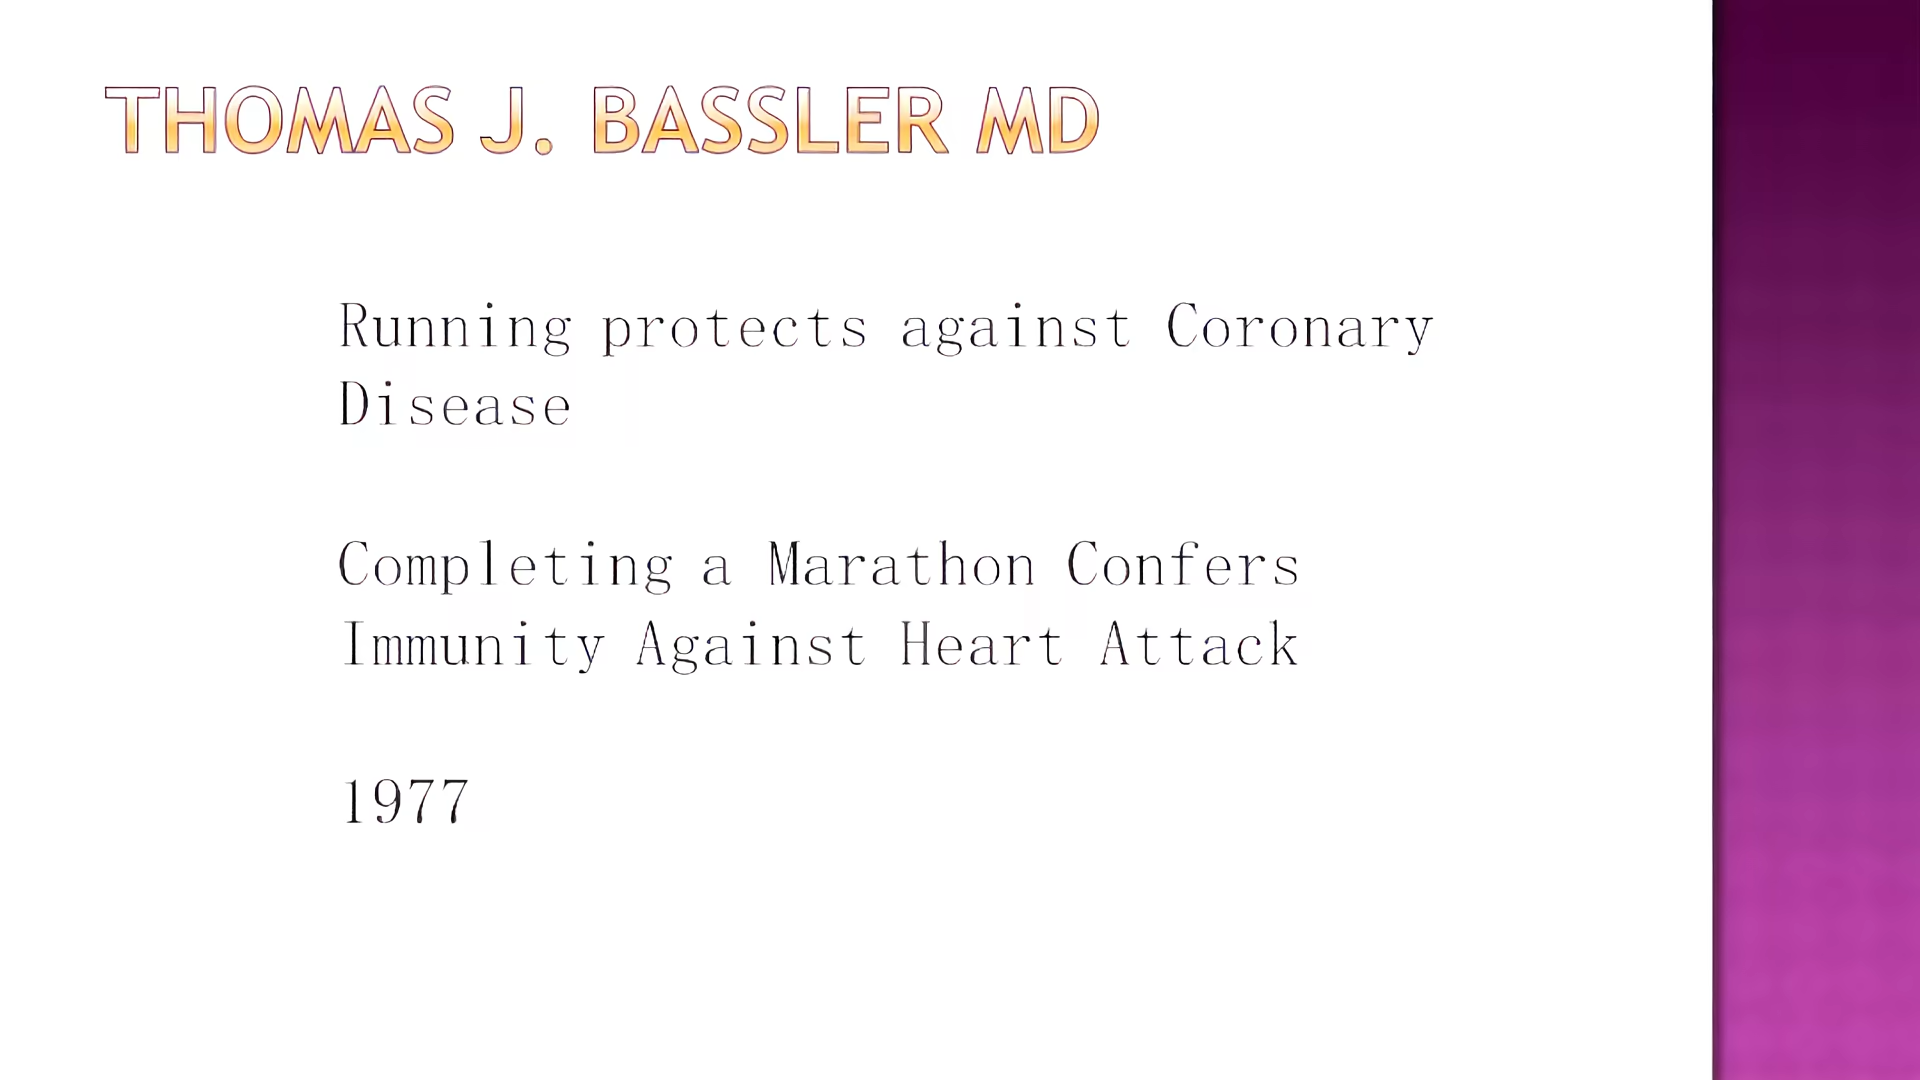 THOMAS J. BASSLER MD
Running protects against Coronary
Disease
Completing a Marathon Confers
Immunity Against Heart Attack
1977